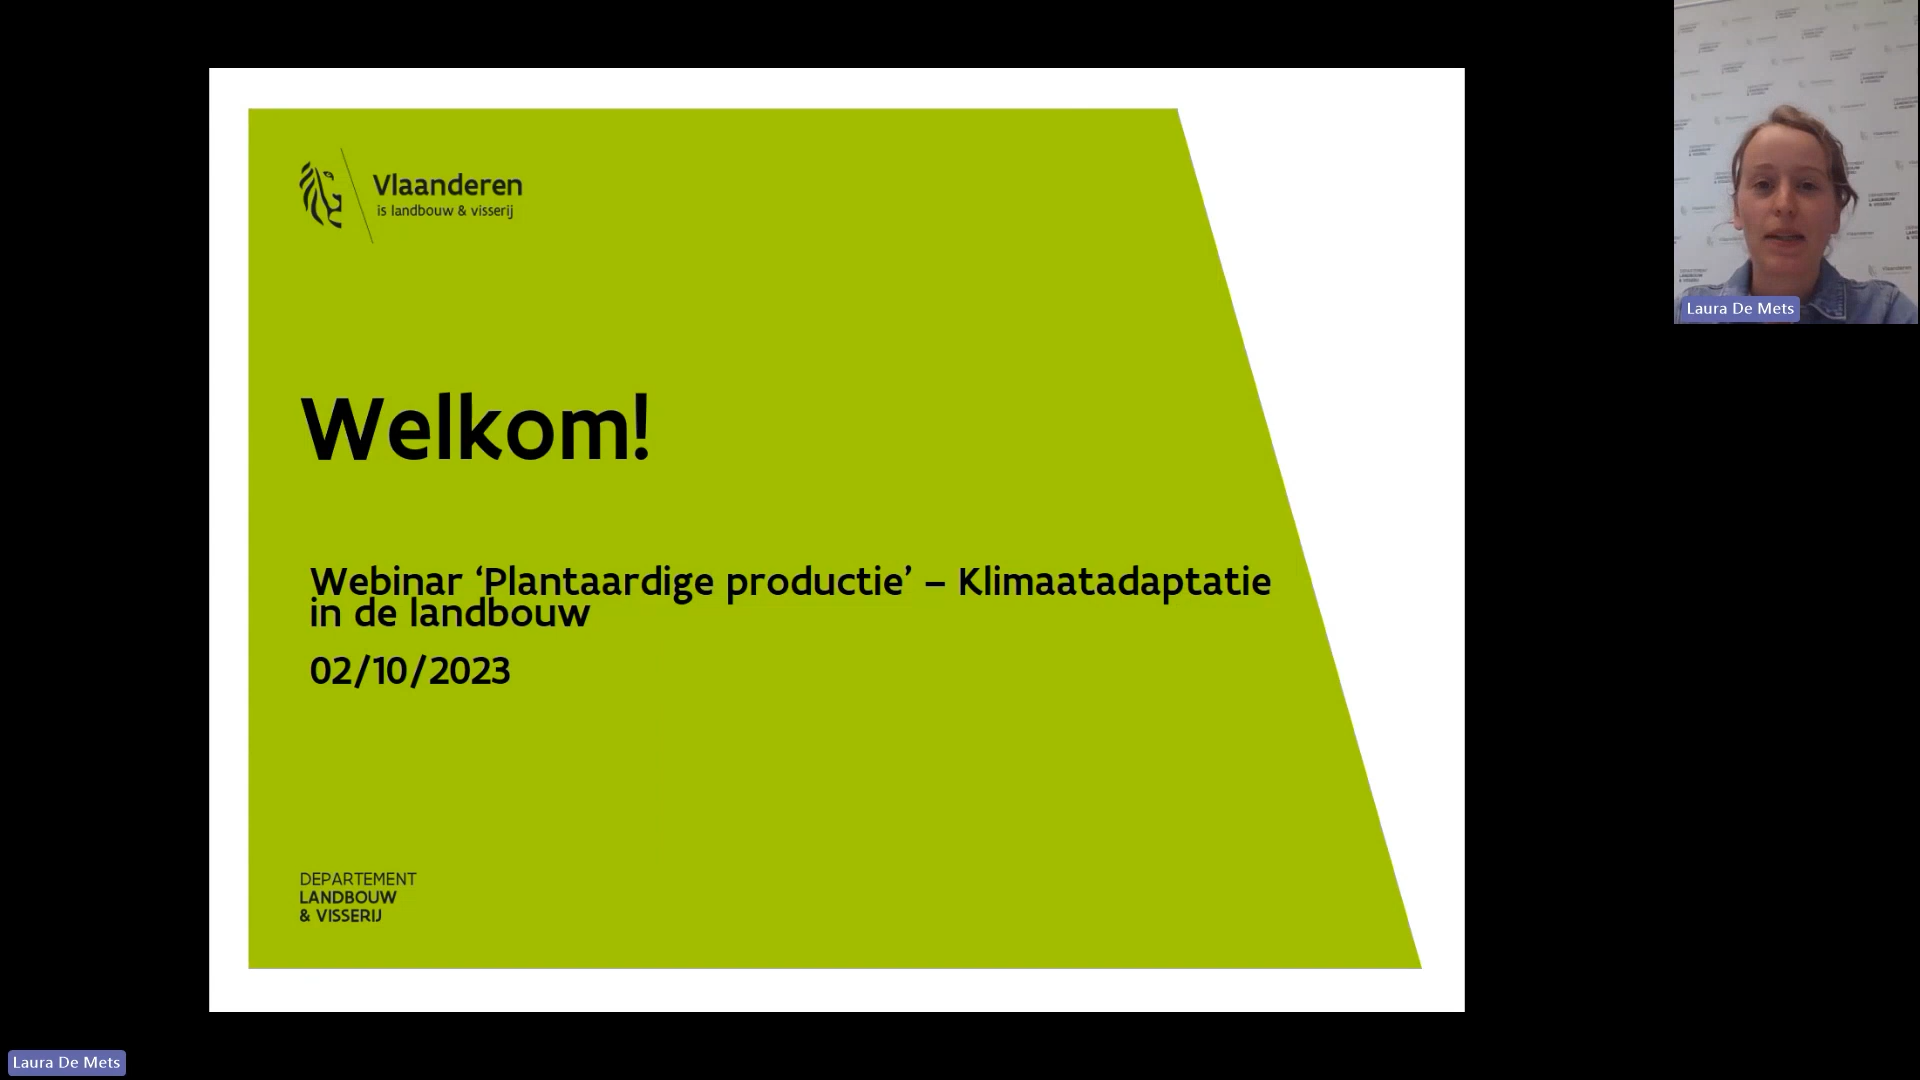 Vlaanderen
is landbouw & visserij
Welkom!
Webinar ‘Plantaardige productie’ – Klimaatadaptatie
in de landbouw
02/10/2023
DEPARTEMENT
LANDBOUW
& VISSERIJ
Laura De Mets
Laura De Mets